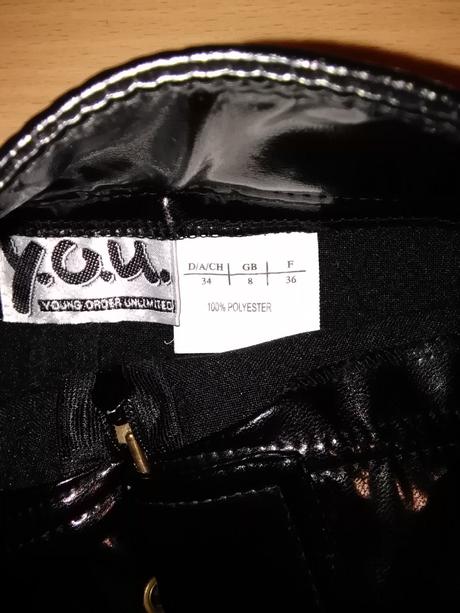 y.o.u.
YOUNG ORDER UNLIMITED
D/A/CH GB F
34 8 36
100% POLYESTER